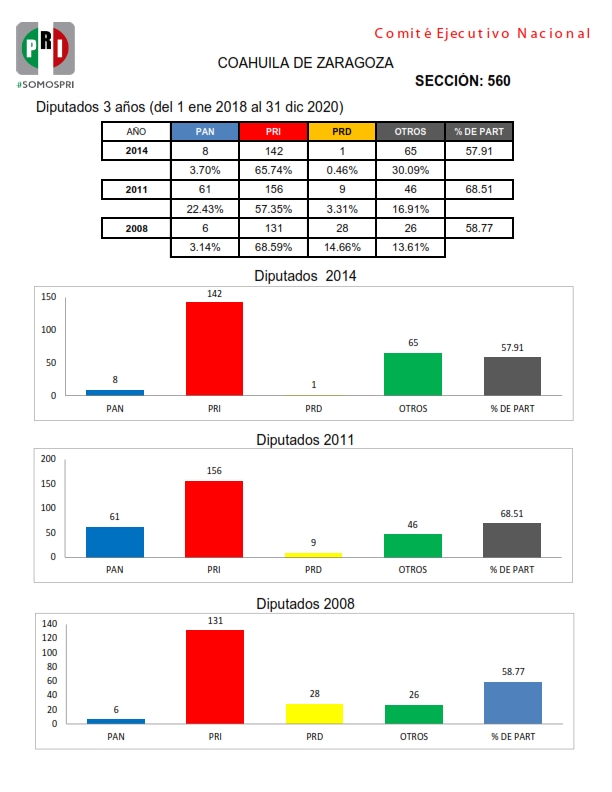 Comité Ejecutivo Nacional
PRI
#SOMOSPRI
COAHUILA DE ZARAGOZA
SECCIÓN: 560
Diputados 3 años (del 1 ene 2018 al 31 dic 2020)
AÑO PAN PRI PRD OTROS % DE PART
2014 8 142 1 65 57.91
3.70% 65.74% 0.46% 30.09%
2011 61 156 9 46 68.51
22.43% 57.35% 3.31% 16.91%
2008 6 131 28 26 58.77
3.14% 68.59% 14.66% 13.61%
Diputados 2014
150
100
50
0
8 142 1 65 57.91
PAN PRI PRD OTROS % DE PART
Diputados 2011
200
150
100
50
0
61 156 9 46 68.51
PAN PRI PRD OTROS % DE PART
Diputados 2008
140
120
100
80
60
40
20
0
6 131 28 26 58.77
PAN PRI PRD OTROS % DE PART